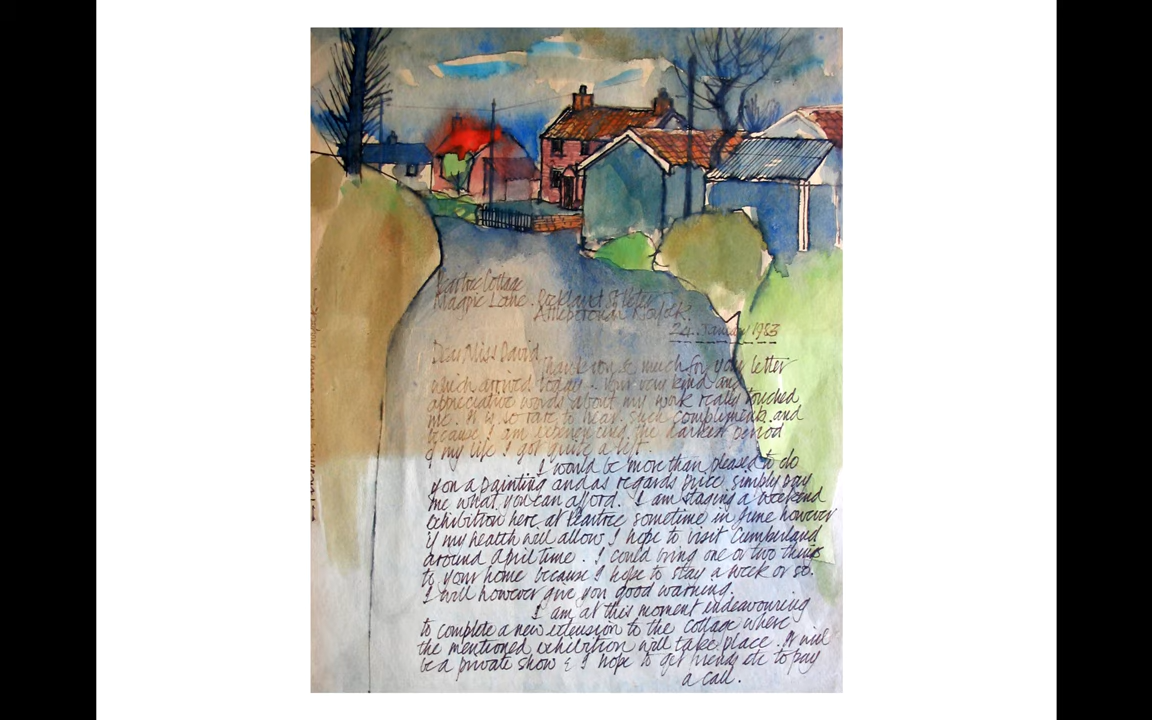 Peartree Cottage
Magpie Lane. Rockland St Peter
Attleborough Norfolk.
24. January 1983
Dear Miss David,
Thank you so much for your letter
which arrived today. Your very kind and
appreciative words about my work really touched
me. It is so rare to hear such compliments and
because I am experiencing the darkest period
of my life I got quite a lift.
I would be more than pleased to do
you a painting and as regards price simply pay
me what you can afford. I am staging a weekend
exhibition here at Peartree sometime in June however
if my health will allow I hope to visit Cumberland
around April time. I could bring one or two things
to your home because I hope to stay a week or so.
I will however give you good warning.
I am at this moment endeavouring
to complete a new extension to the cottage where
the mentioned exhibition will take place. It will
be a private show & I hope to get friends etc to pay
a call.